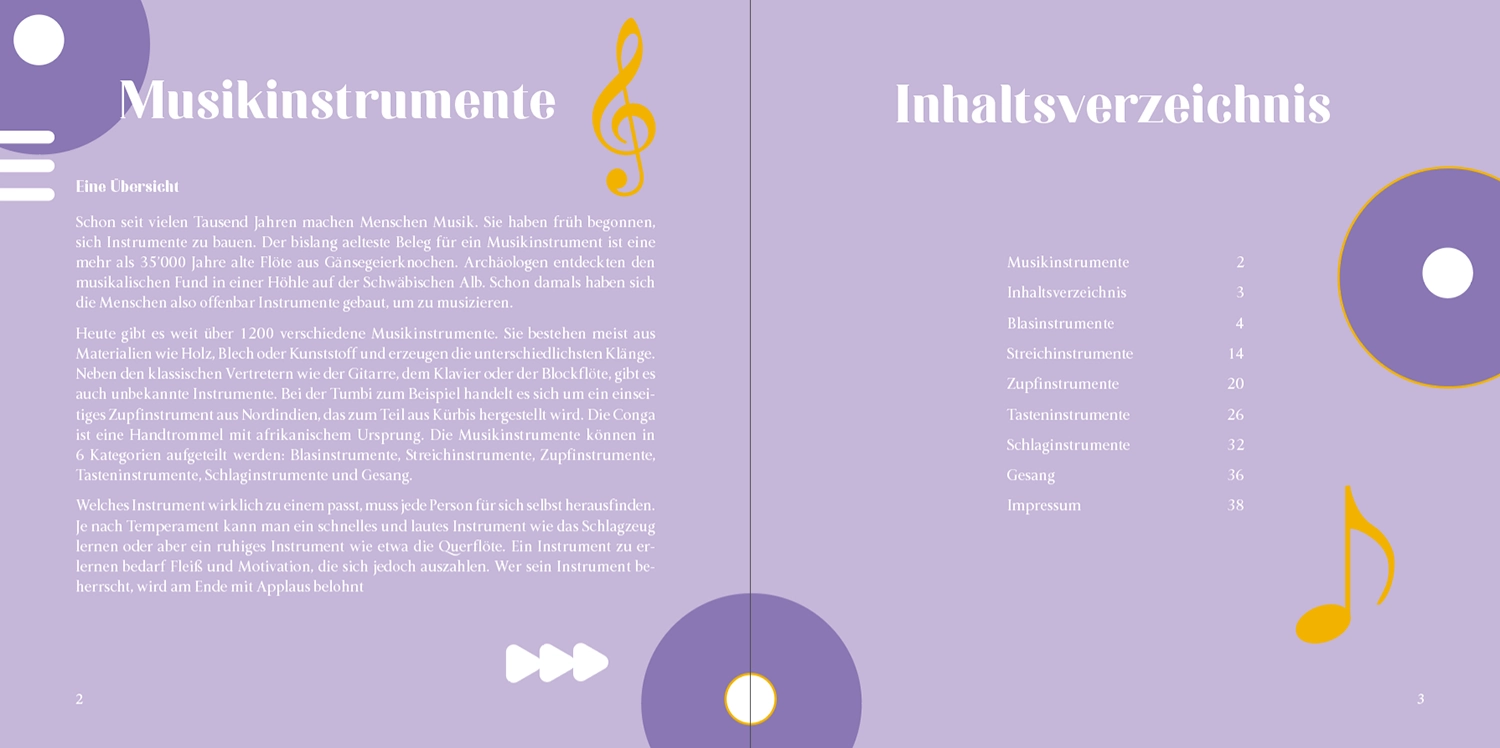 Musikinstrumente
Eine Übersicht
Schon seit vielen Tausend Jahren machen Menschen Musik. Sie haben früh begonnen,
sich Instrumente zu bauen. Der bislang aelteste Beleg für ein Musikinstrument ist eine
mehr als 35'000 Jahre alte Flöte aus Gänsegeierknochen. Archäologen entdeckten den
musikalischen Fund in einer Höhle auf der Schwäbischen Alb. Schon damals haben sich
die Menschen also offenbar Instrumente gebaut, um zu musizieren.
Heute gibt es weit über 1200 verschiedene Musikinstrumente. Sie bestehen meist aus
Materialien wie Holz, Blech oder Kunststoff und erzeugen die unterschiedlichsten Klänge.
Neben den klassischen Vertretern wie der Gitarre, dem Klavier oder der Blockflöte, gibt es
auch unbekannte Instrumente. Bei der Tumbi zum Beispiel handelt es sich um ein einsei-
tiges Zupfinstrument aus Nordindien, das zum Teil aus Kürbis hergestellt wird. Die Conga
ist eine Handtrommel mit afrikanischem Ursprung. Die Musikinstrumente können in
6 Kategorien aufgeteilt werden: Blasinstrumente, Streichinstrumente, Zupfinstrumente,
Tasteninstrumente, Schlaginstrumente und Gesang.
Welches Instrument wirklich zu einem passt, muss jede Person für sich selbst herausfinden.
Je nach Temperament kann man ein schnelles und lautes Instrument wie das Schlagzeug
lernen oder aber ein ruhiges Instrument wie etwa die Querflöte. Ein Instrument zu er-
lernen bedarf Fleiß und Motivation, die sich jedoch auszahlen. Wer sein Instrument be-
herrscht, wird am Ende mit Applaus belohnt
2
Inhaltsverzeichnis
Musikinstrumente 2
Inhaltsverzeichnis 3
Blasinstrumente 4
Streichinstrumente 14
Zupfinstrumente 20
Tasteninstrumente 26
Schlaginstrumente 32
Gesang 36
Impressum 38
3